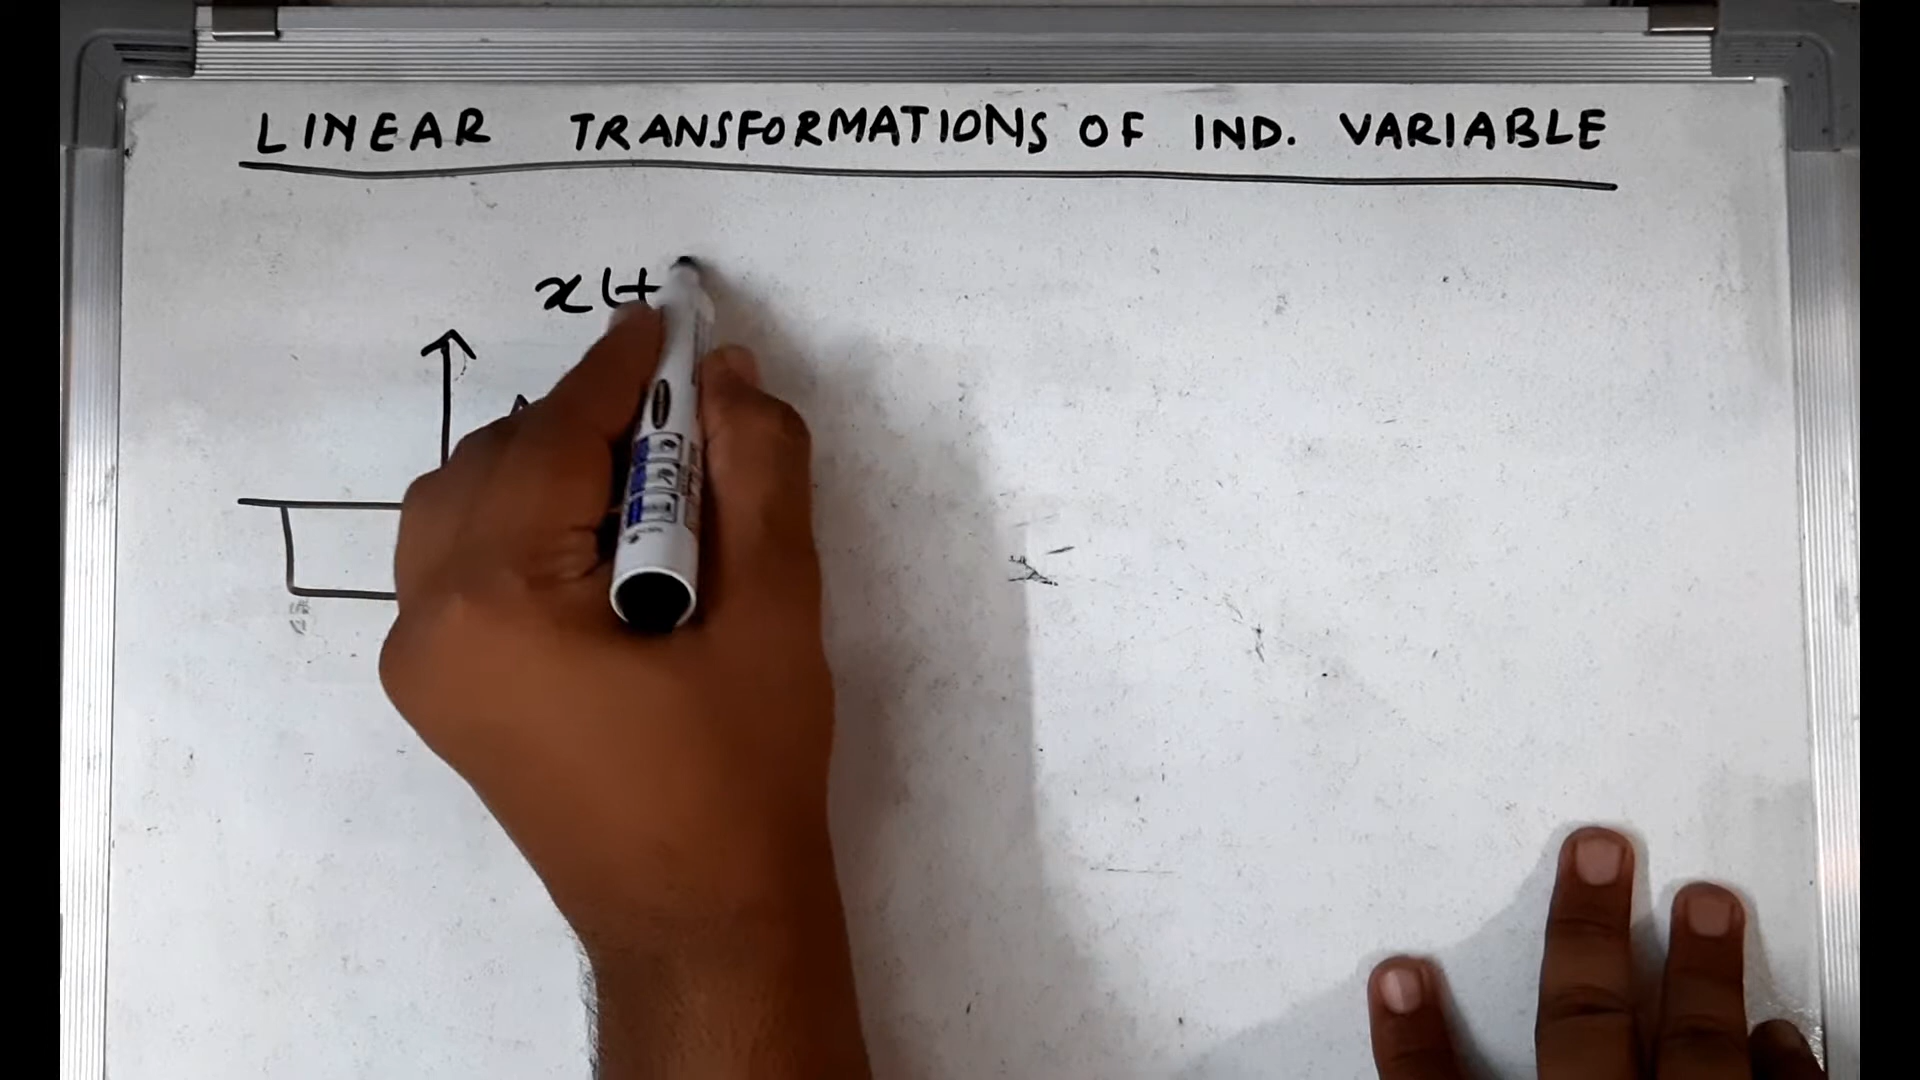 LINEAR TRANSFORMATIONS OF IND. VARIABLE
x(t